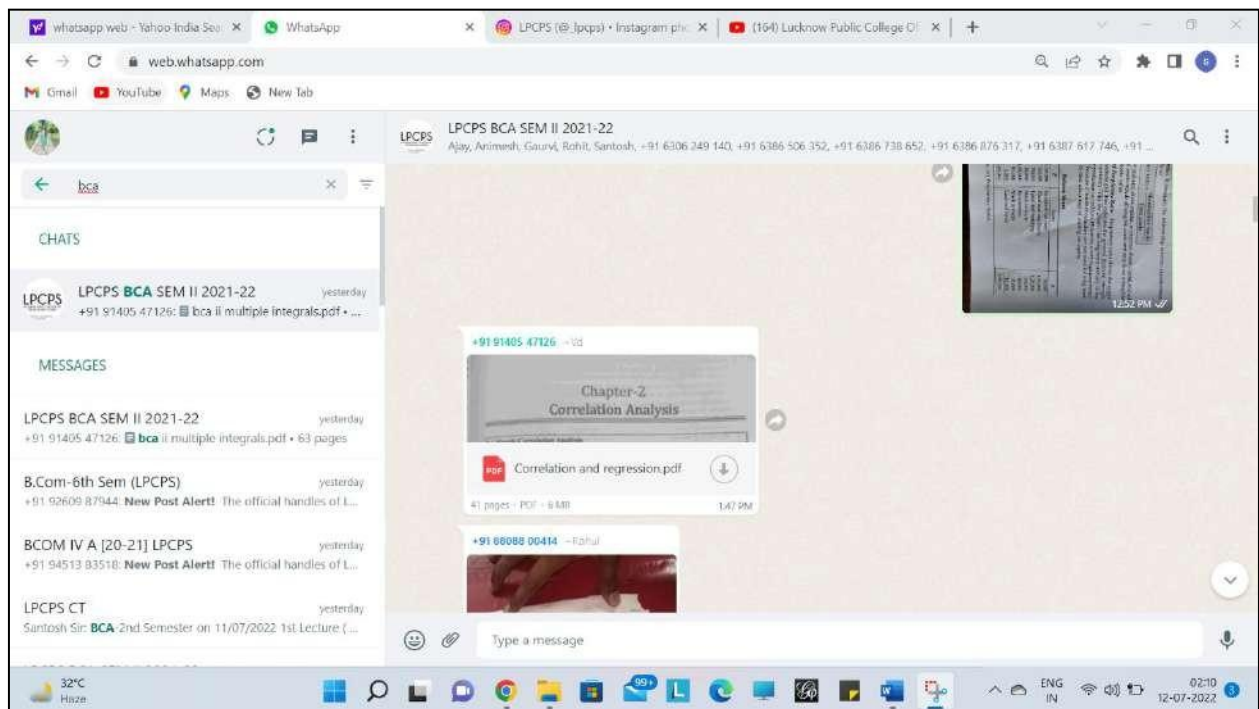 whatsapp web - Yahoo India Sea
WhatsApp
LPCPS (@_lpcps) • Instagram pho
(164) Lucknow Public College Of
web.whatsapp.com
Gmail
YouTube
Maps
New Tab
LPCPS
LPCPS BCA SEM II 2021-22
Ajay, Animesh, Gaurvi, Rohit, Santosh, +91 6306 249 140, +91 6386 506 352, +91 6386 738 652, +91 6386 876 317, +91 6387 617 746, +91 ...
bca
CHATS
LPCPS
LPCPS BCA SEM II 2021-22
yesterday
+91 91405 47126: bca ii multiple integrals.pdf • ...
MESSAGES
LPCPS BCA SEM II 2021-22
yesterday
+91 91405 47126: bca ii multiple integrals.pdf • 63 pages
B.Com-6th Sem (LPCPS)
yesterday
+91 92609 87944: New Post Alert! The official handles of L...
BCOM IV A [20-21] LPCPS
yesterday
+91 94513 83518: New Post Alert! The official handles of L...
LPCPS CT
yesterday
Santosh Sir: BCA-2nd Semester on 11/07/2022 1st Lecture ( ...
12:52 PM
+91 91405 47126 ~Vd
Chapter-2
Correlation Analysis
PDF
Correlation and regression.pdf
41 pages • PDF • 6 MB
1:47 PM
+91 88088 00414 ~Rahul
Type a message
32°C
Haze
99+
ENG
IN
02:10
12-07-2022
3